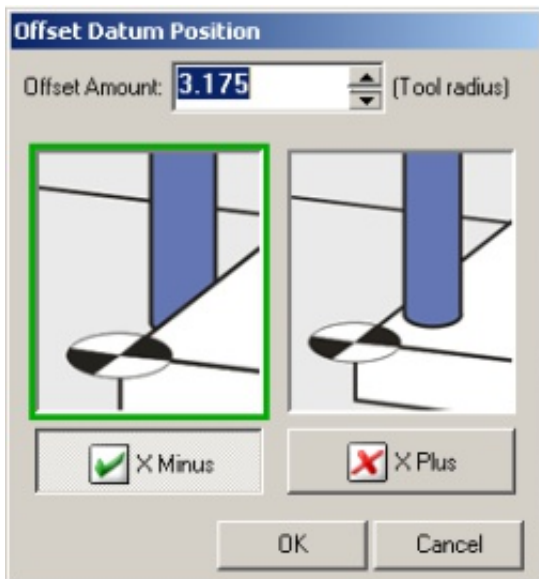 Offset Datum Position
Offset Amount: 3.175 (Tool radius)
X Minus X Plus
OK Cancel